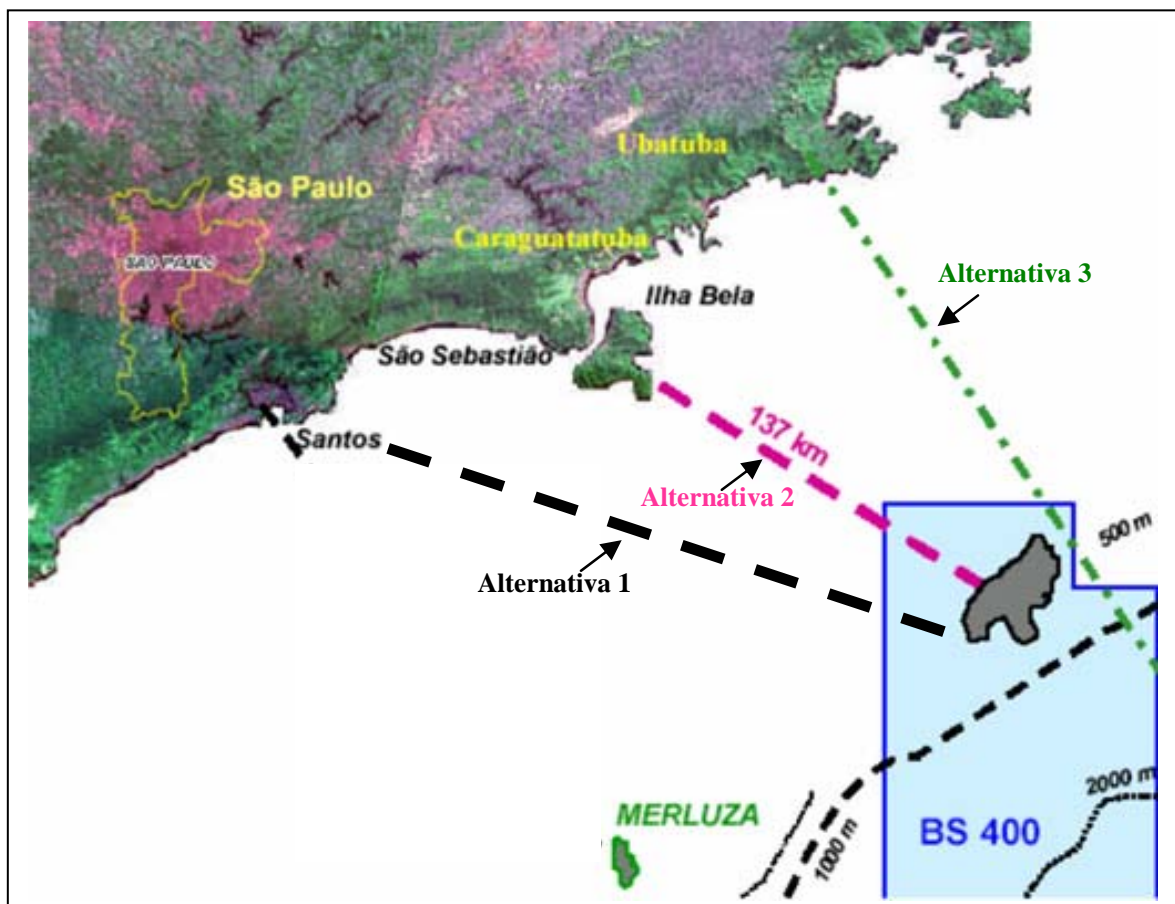 Ubatuba
São Paulo
Caraguatatuba
SÃO PAULO
Alternativa 3
Ilha Bela
São Sebastião
137 km
Santos
Alternativa 2
500 m
Alternativa 1
2000 m
MERLUZA
1000 m
BS 400